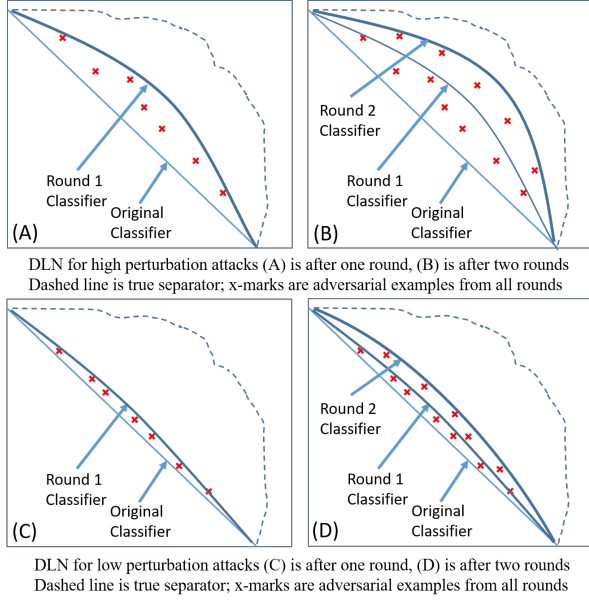 Round 1
Classifier
Original
Classifier
(A)
Round 2
Classifier
Round 1
Classifier
Original
Classifier
(B)
DLN for high perturbation attacks (A) is after one round, (B) is after two rounds
Dashed line is true separator; x-marks are adversarial examples from all rounds
Round 1
Classifier
Original
Classifier
(C)
Round 2
Classifier
Round 1
Classifier
Original
Classifier
(D)
DLN for low perturbation attacks (C) is after one round, (D) is after two rounds
Dashed line is true separator; x-marks are adversarial examples from all rounds